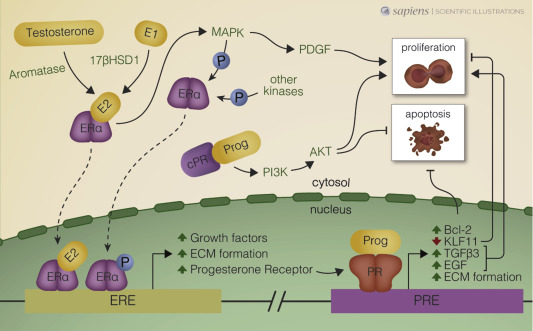 sapiens | SCIENTIFIC ILLUSTRATIONS
Testosterone
E1
MAPK
PDGF
proliferation
Aromatase
17βHSD1
P
E2
ERα
ERα
P
other
kinases
apoptosis
cPR
Prog
PI3K
AKT
cytosol
nucleus
E2
ERα
ERα
P
Growth factors
ECM formation
Progesterone Receptor
Prog
PR
Bcl-2
KLF11
TGFβ3
EGF
ECM formation
ERE
//
PRE